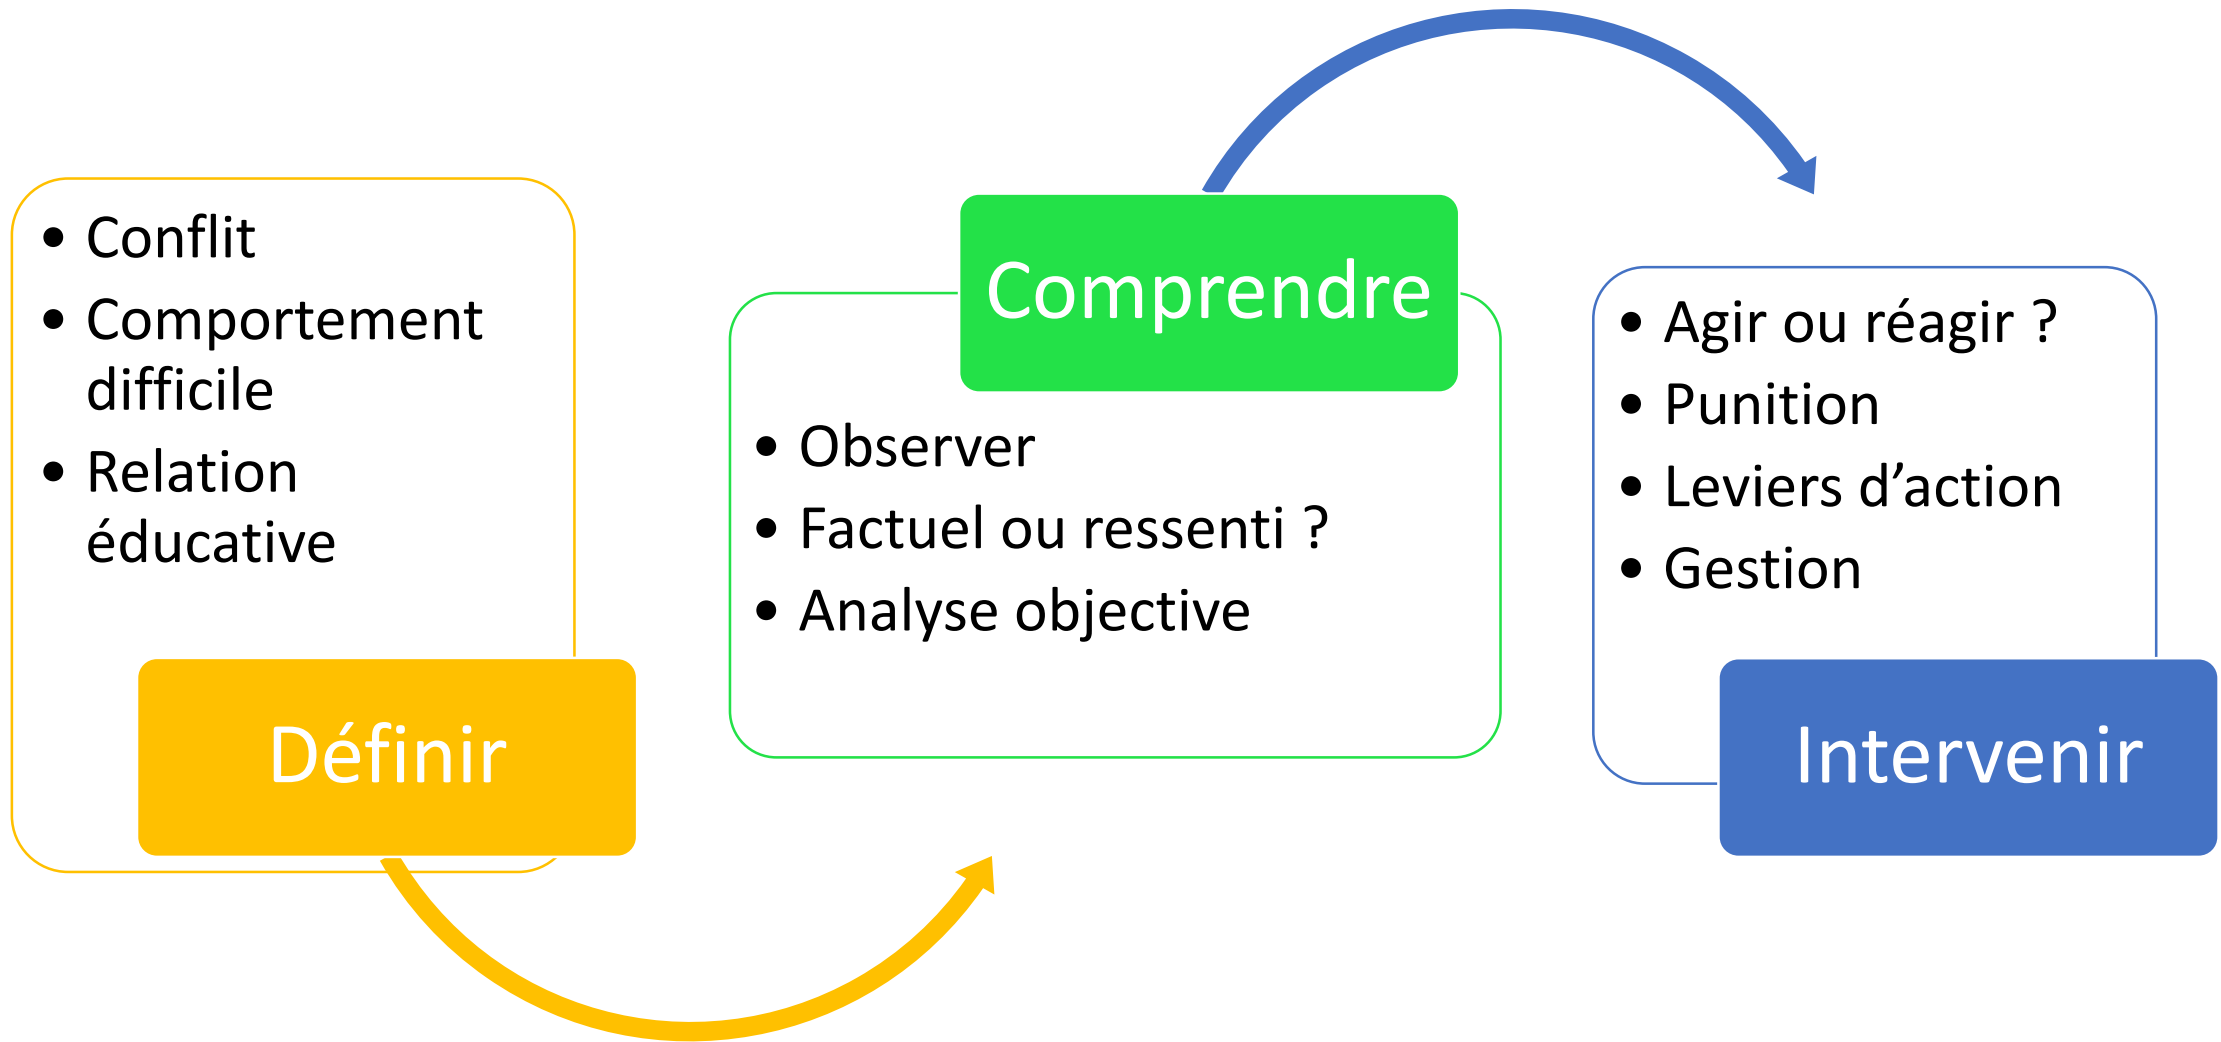 • Conflit
• Comportement
difficile
• Relation
éducative
Définir
Comprendre
• Observer
• Factuel ou ressenti ?
• Analyse objective
• Agir ou réagir ?
• Punition
• Leviers d’action
• Gestion
Intervenir